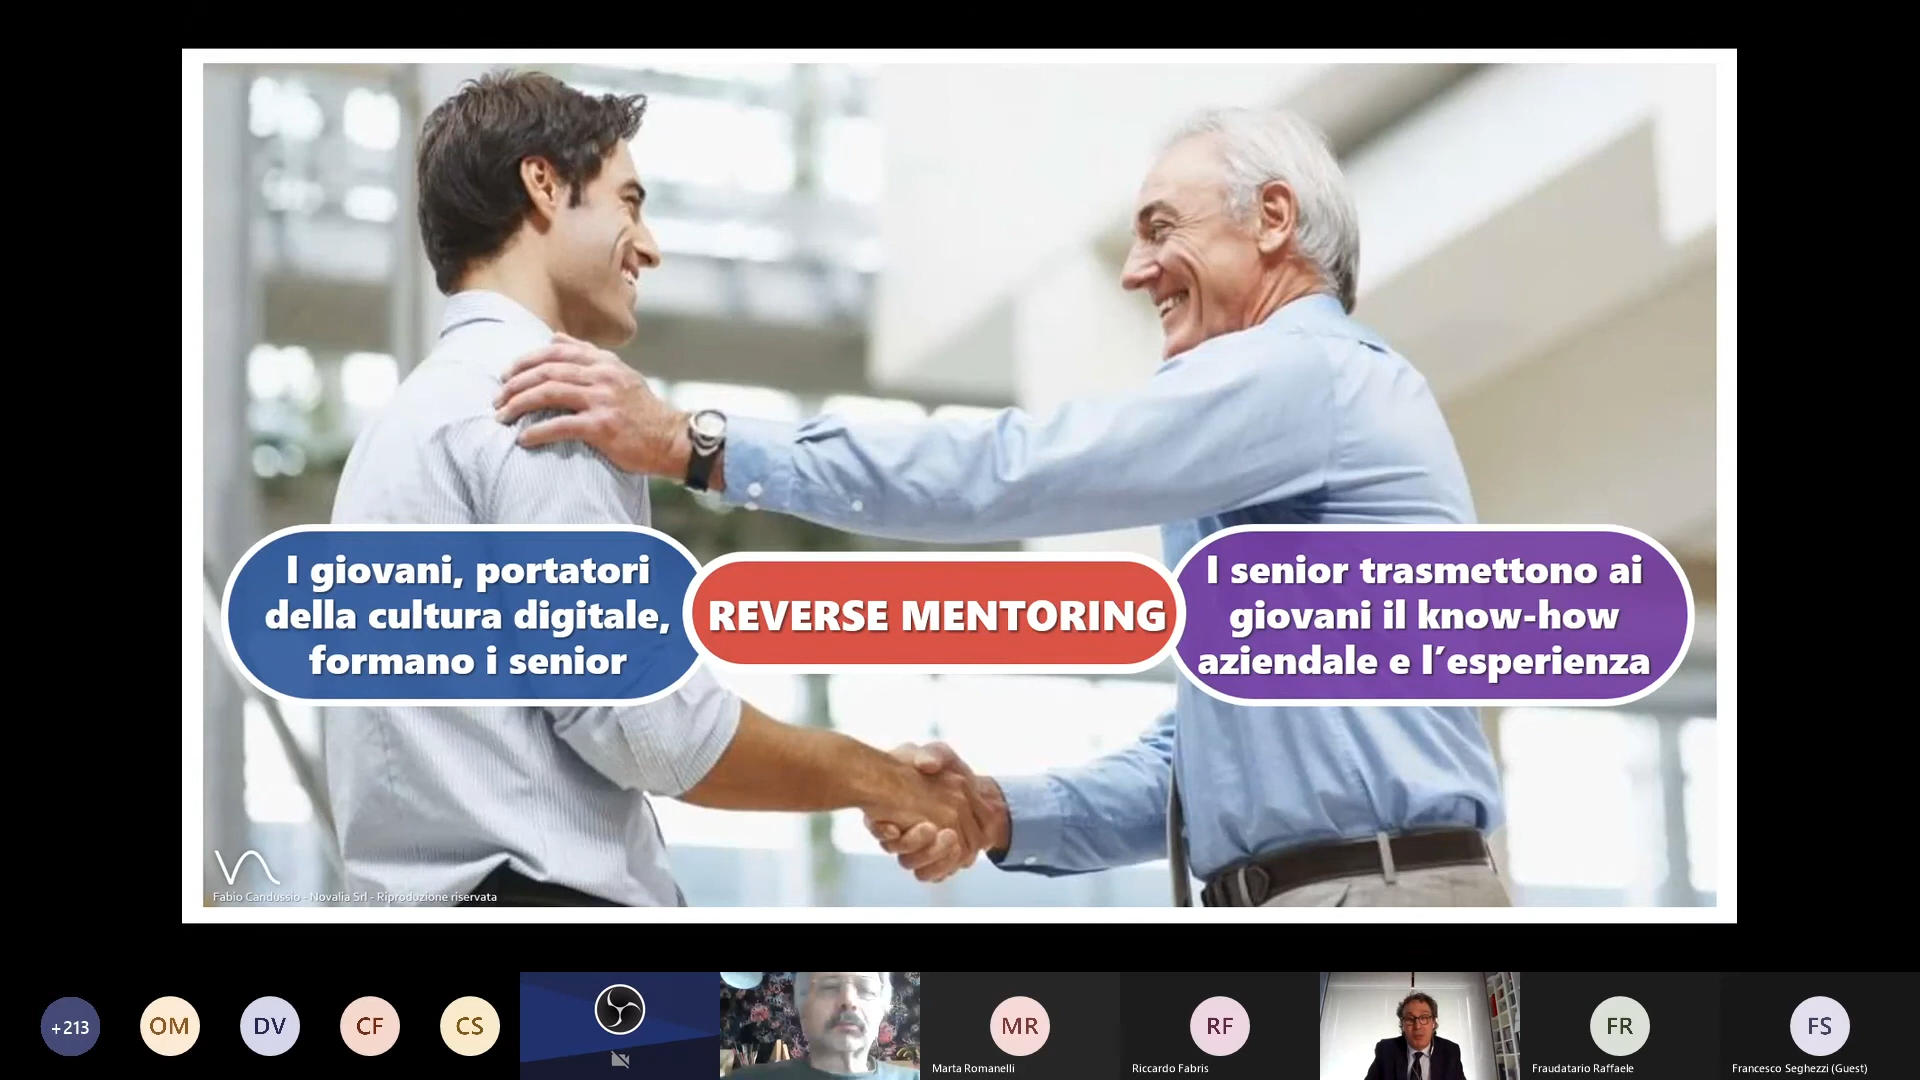 I giovani, portatori
della cultura digitale,
formano i senior
REVERSE MENTORING
I senior trasmettono ai
giovani il know-how
aziendale e l´esperienza
Fabio Candussio - Novalia Srl - Riproduzione riservata
+213
OM
DV
CF
CS
MR
Marta Romanelli
RF
Riccardo Fabris
FR
Fraudatario Raffaele
FS
Francesco Seghezzi (Guest)